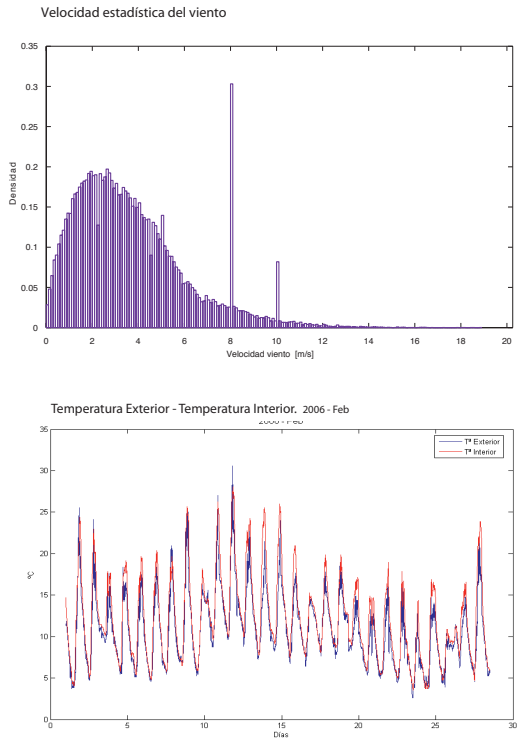 Velocidad estadística del viento
0.35
0.3
0.25
0.2
0.15
0.1
0.05
0
Densidad
0 2 4 6 8 10 12 14 16 18 20
Velocidad viento [m/s]
Temperatura Exterior - Temperatura Interior. 2006 - Feb
2006 - Feb
35
30
25
20
15
10
5
0
ºC
Tª Exterior
Tª Interior
0 5 10 15 20 25 30
Días